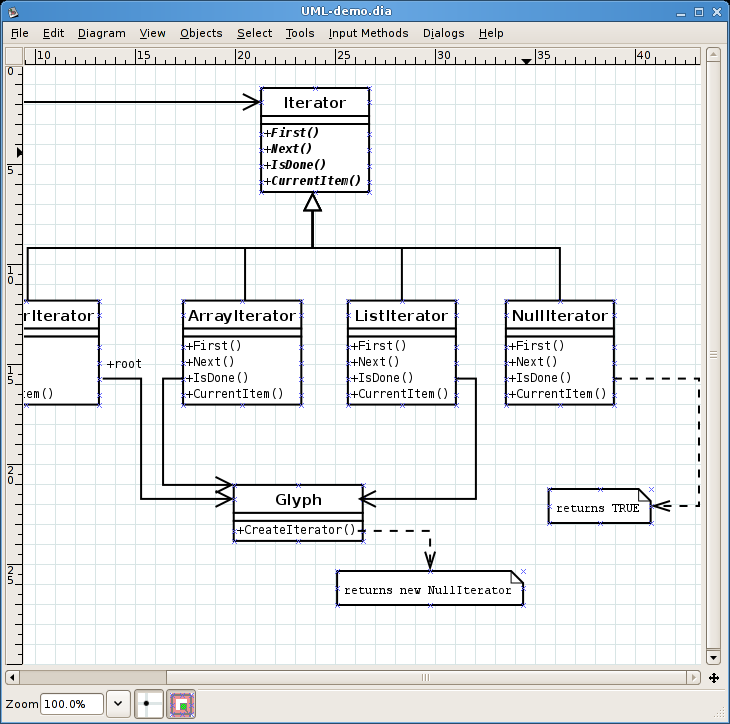 UML-demo.dia
File Edit Diagram View Objects Select Tools Input Methods Dialogs Help
10 15 20 25 30 35 40
0
5
10
15
20
25
Iterator
+First()
+Next()
+IsDone()
+CurrentItem()
rIterator
tem()
+root
ArrayIterator
+First()
+Next()
+IsDone()
+CurrentItem()
ListIterator
+First()
+Next()
+IsDone()
+CurrentItem()
NullIterator
+First()
+Next()
+IsDone()
+CurrentItem()
Glyph
+CreateIterator()
returns TRUE
returns new NullIterator
Zoom 100.0%